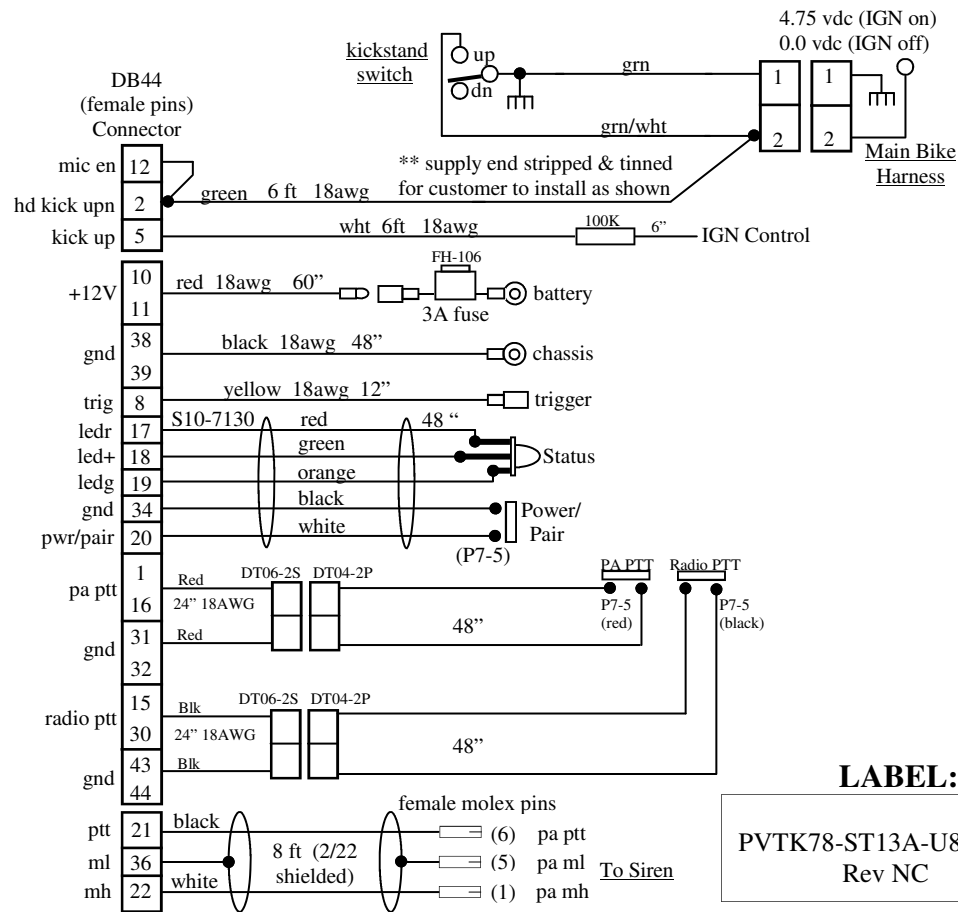 4.75 vdc (IGN on)
0.0 vdc (IGN off)
kickstand
switch
up
dn
grn
1
1
grn/wht
2
2
Main Bike
Harness
DB44
(female pins)
Connector
** supply end stripped & tinned
for customer to install as shown
mic en 12
hd kick upn 2 green 6 ft 18awg
kick up 5 wht 6ft 18awg 100K 6” IGN Control
+12V 10 11 red 18awg 60” FH-106 3A fuse battery
gnd 38 39 black 18awg 48” chassis
trig 8 yellow 18awg 12” trigger
ledr 17 S10-7130 red 48 “
led+ 18 green Status
ledg 19 orange
gnd 34 black Power/
pwr/pair 20 white Pair
(P7-5)
pa ptt 1 16 Red DT06-2S DT04-2P PA PTT Radio PTT
24” 18AWG
P7-5 P7-5
(red) (black)
gnd 31 32 Red 48”
radio ptt 15 30 Blk DT06-2S DT04-2P
24” 18AWG
gnd 43 44 Blk 48”
LABEL:
PVTK78-ST13A-U8
Rev NC
female molex pins
ptt 21 black (6) pa ptt
ml 36 8 ft (2/22 (5) pa ml To Siren
shielded)
mh 22 white (1) pa mh